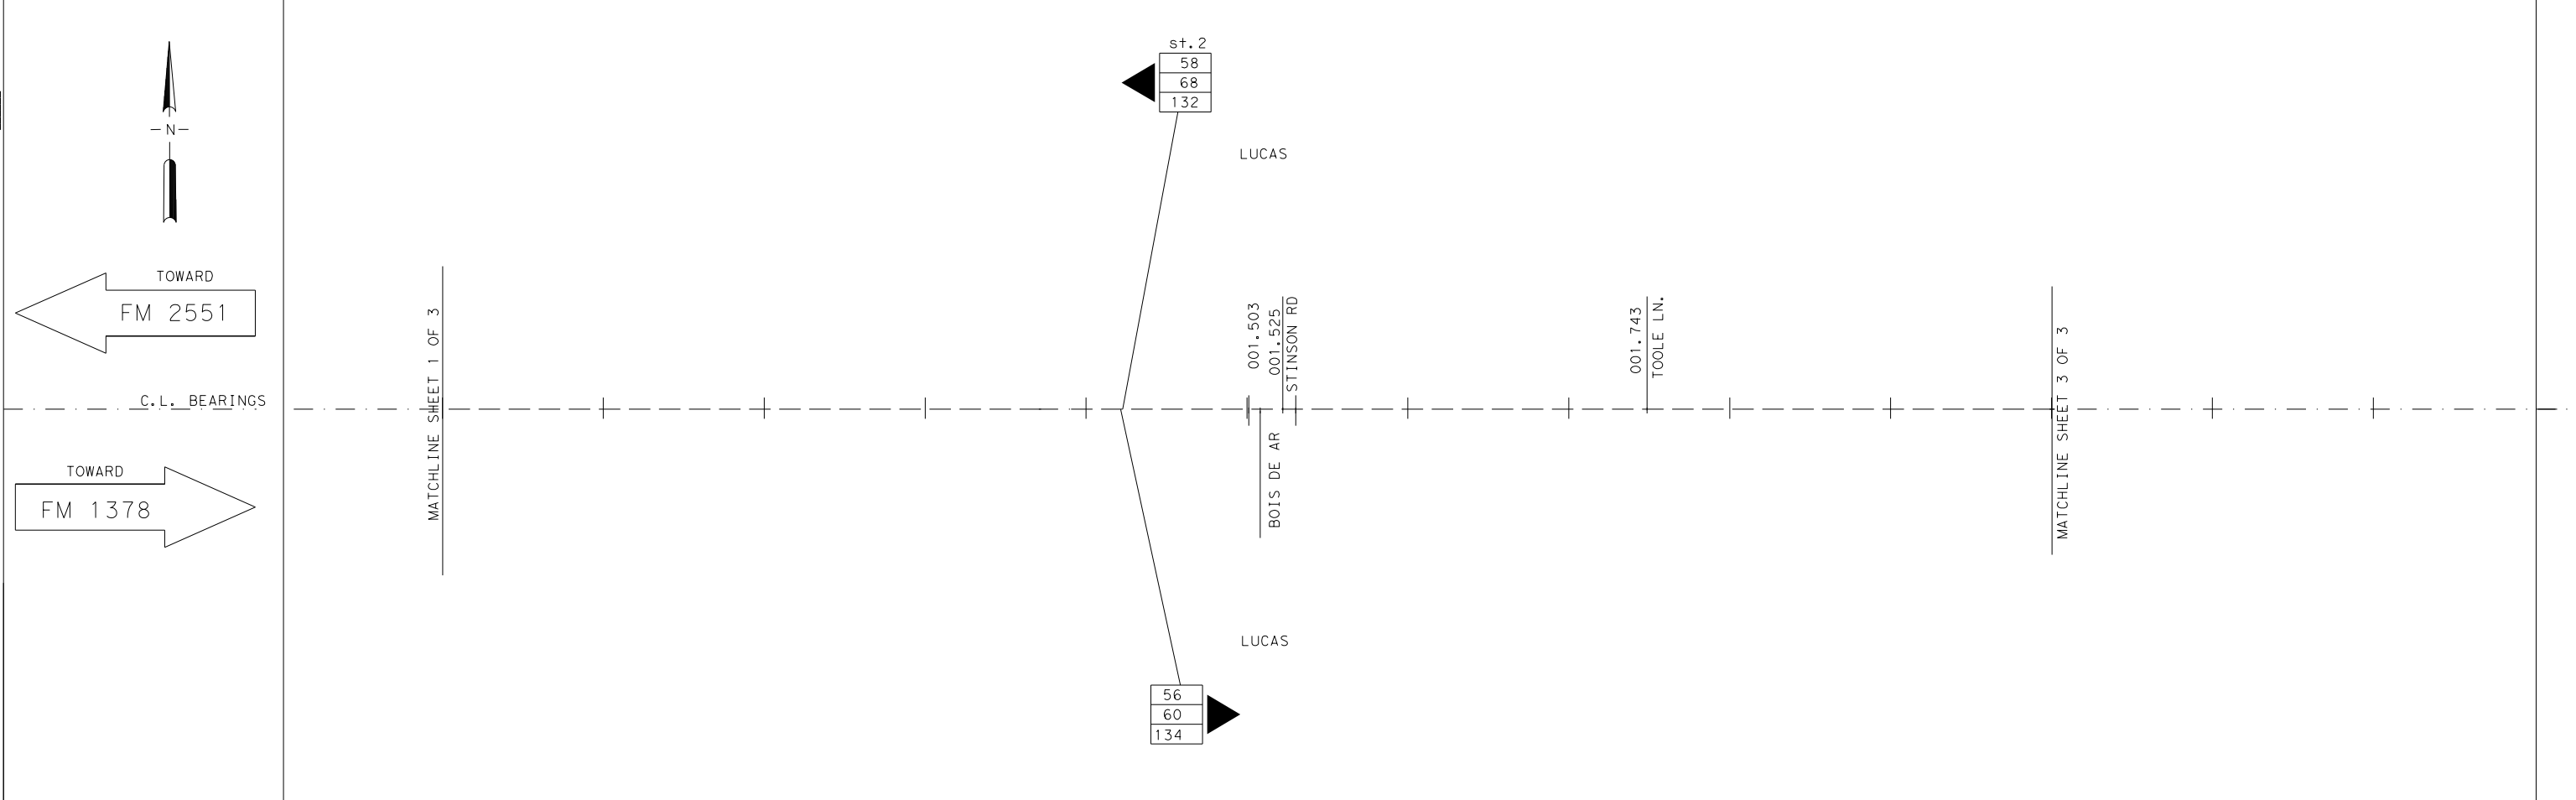 -N-
TOWARD
FM 2551
C.L. BEARINGS
TOWARD
FM 1378
MATCHLINE SHEET 1 OF 3
st.2
58
68
132
LUCAS
001.503
001.525
STINSON RD
BOIS DE AR
001.743
TOOLE LN.
MATCHLINE SHEET 3 OF 3
LUCAS
56
60
134